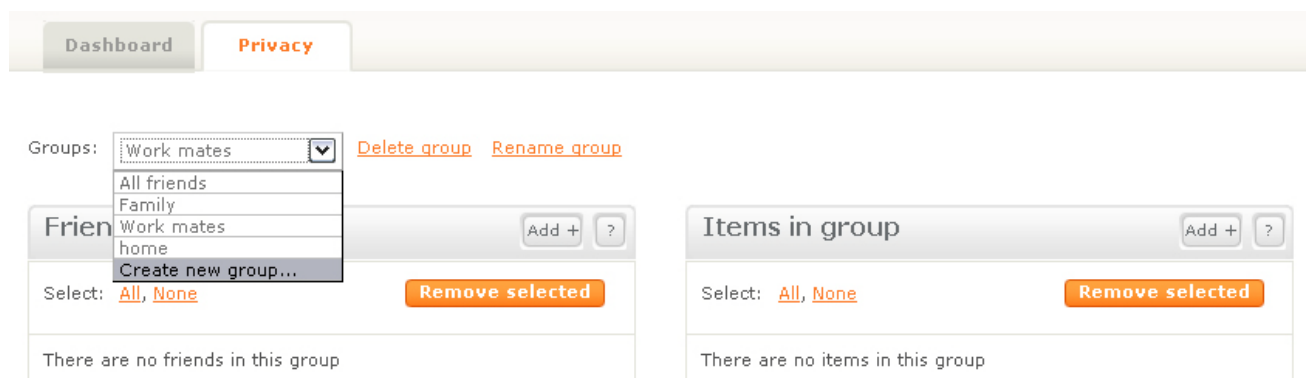 Dashboard Privacy
Groups: Work mates Delete group Rename group
All friends
Family
Work mates
home
Create new group...
Frien Add + ? Items in group Add + ?
Select: All, None Remove selected Select: All, None Remove selected
There are no friends in this group There are no items in this group